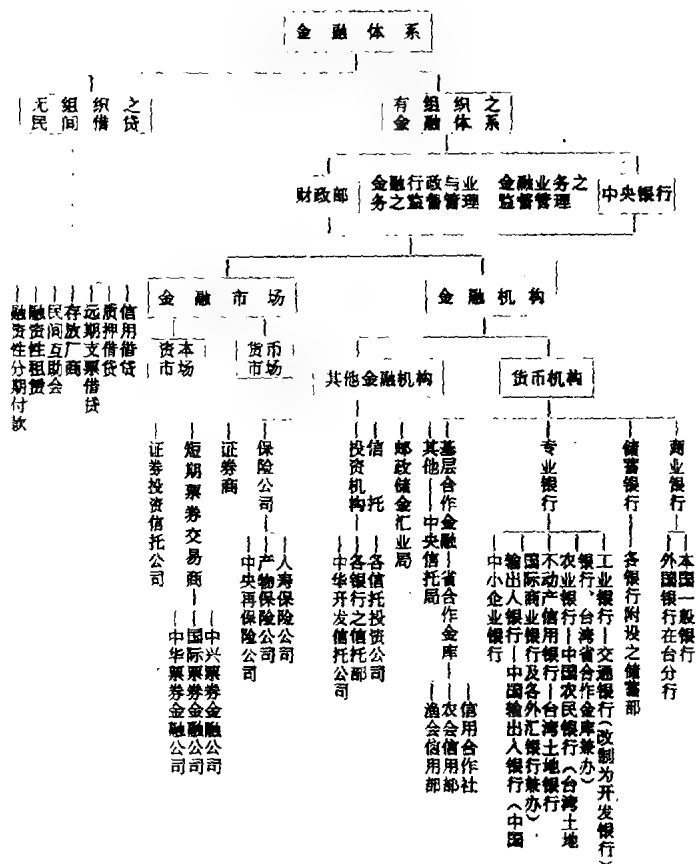 金融体系
无组织之
民间借贷
有组织之
金融体系
财政部
金融行政与业
务之监督管理
金融业务之
监督管理
中央银行
金融市场
金融机构
资本
市场
货币
市场
其他金融机构
货币机构
信用借贷
质押借贷
远期支票借贷
存放厂商
民间互助会
融资性租赁
融资性分期付款
保险公司
人寿保险公司
产物保险公司
中央再保险公司
证券商
短期票券交易商
中兴票券金融公司
国际票券金融公司
中华票券金融公司
证券投资信托公司
基层合作金融—省合作金库
信用合作社
农会信用部
渔会信用部
其他—中央信托局
邮政储金汇业局
信托
投资机构
各信托投资公司
各银行之信托部
中华开发信托公司
商业银行
本国一般银行
外国银行在台分行
储蓄银行—各银行附设之储蓄部
专业银行
工业银行—交通银行(改制为开发银行)
农业银行—中国农民银行(台湾土地
银行、台湾省合作金库兼办)
不动产信用银行—台湾土地银行
国际商业银行及各外汇银行兼办)
输出入银行—中国输出入银行(中国
中小企业银行